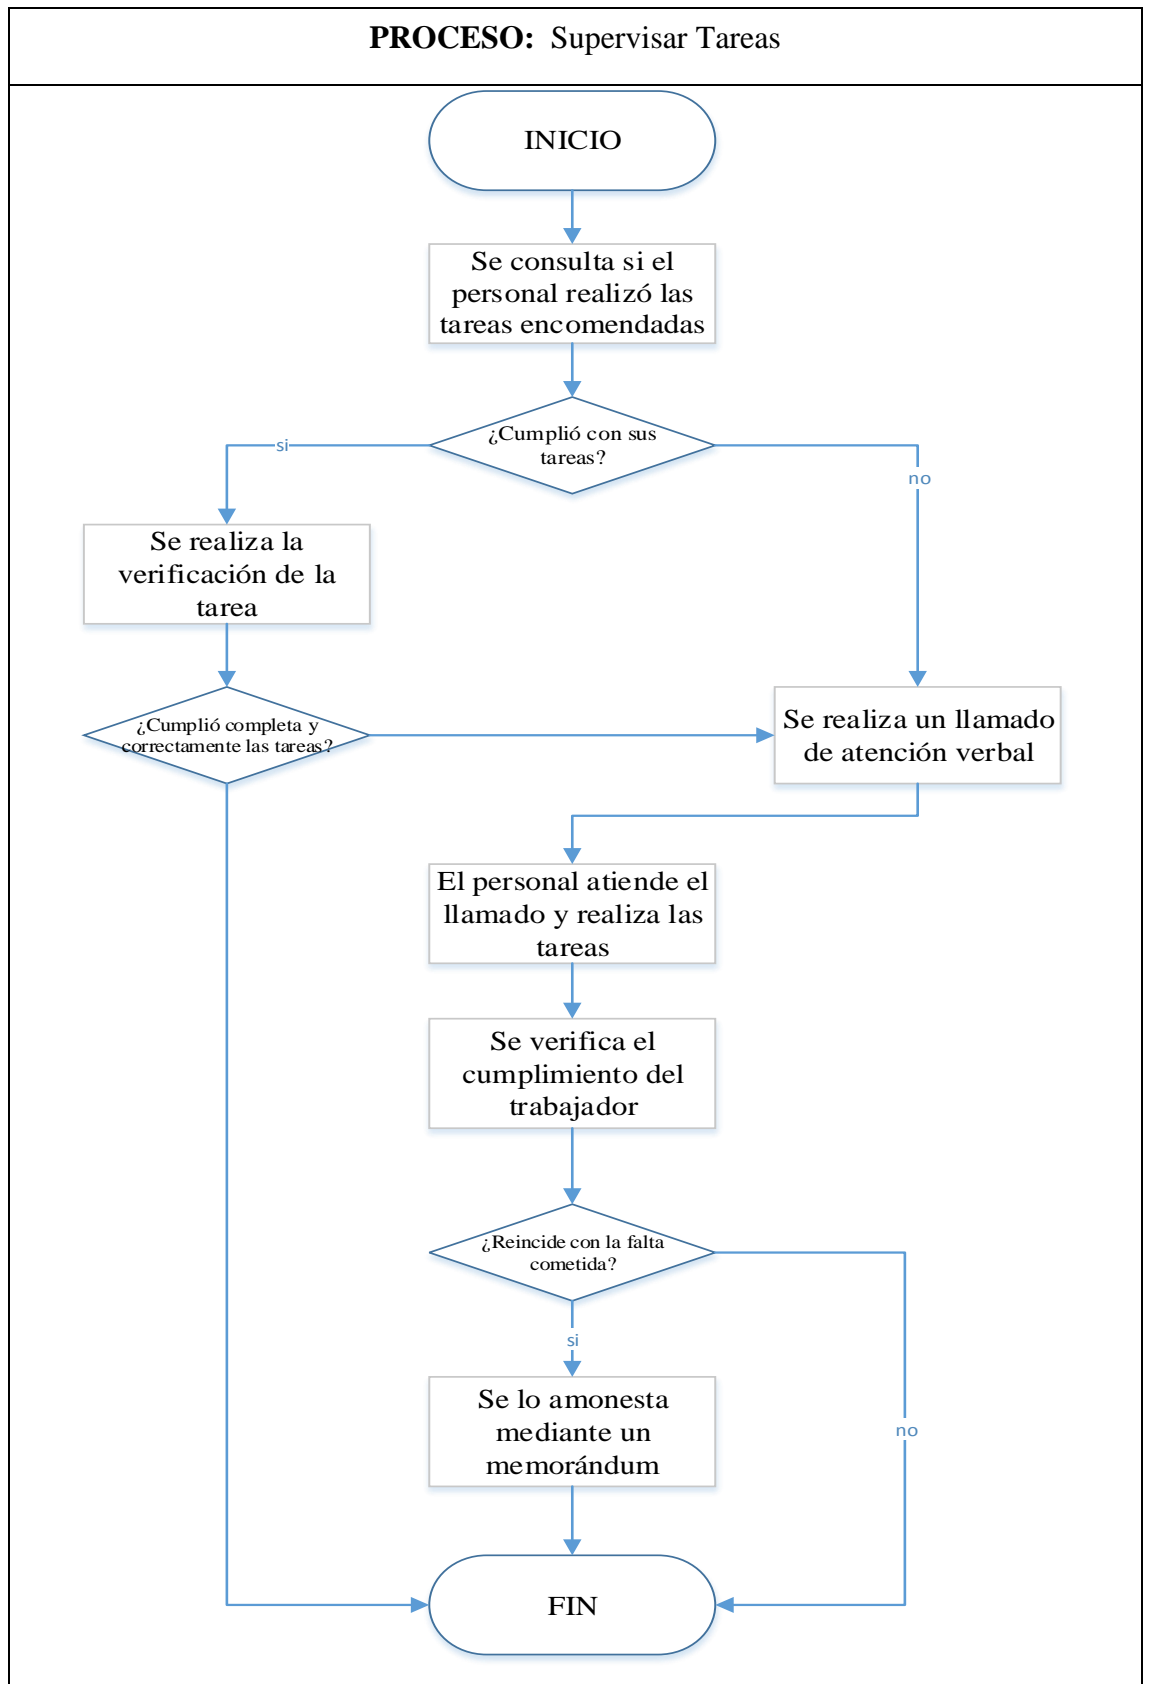 PROCESO: Supervisar Tareas
INICIO
Se consulta si el
personal realizó las
tareas encomendadas
¿Cumplió con sus
tareas?
si
no
Se realiza la
verificación de la
tarea
¿Cumplió completa y
correctamente las tareas?
Se realiza un llamado
de atención verbal
El personal atiende el
llamado y realiza las
tareas
Se verifica el
cumplimiento del
trabajador
¿Reincide con la falta
cometida?
si
no
Se lo amonesta
mediante un
memorándum
FIN